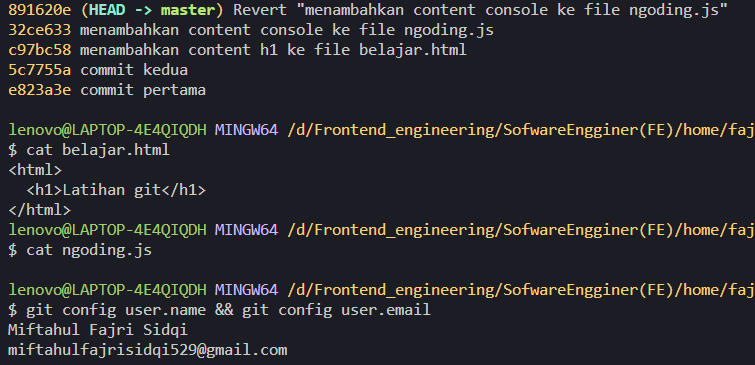 891620e (HEAD -> master) Revert "menambahkan content console ke file ngoding.js"
32ce633 menambahkan content console ke file ngoding.js
c97bc58 menambahkan content h1 ke file belajar.html
5c7755a commit kedua
e823a3e commit pertama
lenovo@LAPTOP-4E4QIQDH MINGW64 /d/Frontend_engineering/SofwareEngginer(FE)/home/faj
$ cat belajar.html
<html>
  <h1>Latihan git</h1>
</html>
lenovo@LAPTOP-4E4QIQDH MINGW64 /d/Frontend_engineering/SofwareEngginer(FE)/home/faj
$ cat ngoding.js
lenovo@LAPTOP-4E4QIQDH MINGW64 /d/Frontend_engineering/SofwareEngginer(FE)/home/faj
$ git config user.name && git config user.email
Miftahul Fajri Sidqi
miftahulfajrisidqi529@gmail.com